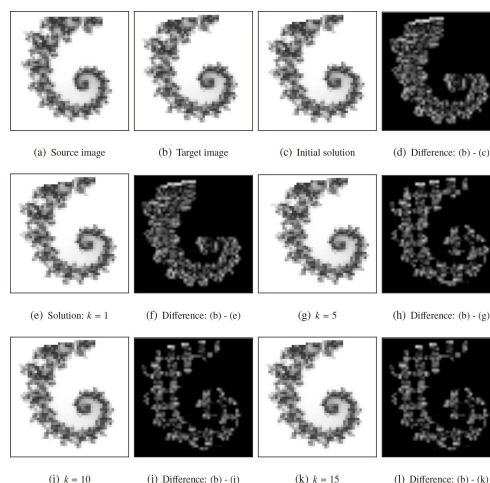 (a) Source image
(b) Target image
(c) Initial solution
(d) Difference: (b) - (c)
(e) Solution: k = 1
(f) Difference: (b) - (e)
(g) k = 5
(h) Difference: (b) - (g)
(i) k = 10
(j) Difference: (b) - (i)
(k) k = 15
(l) Difference: (b) - (k)